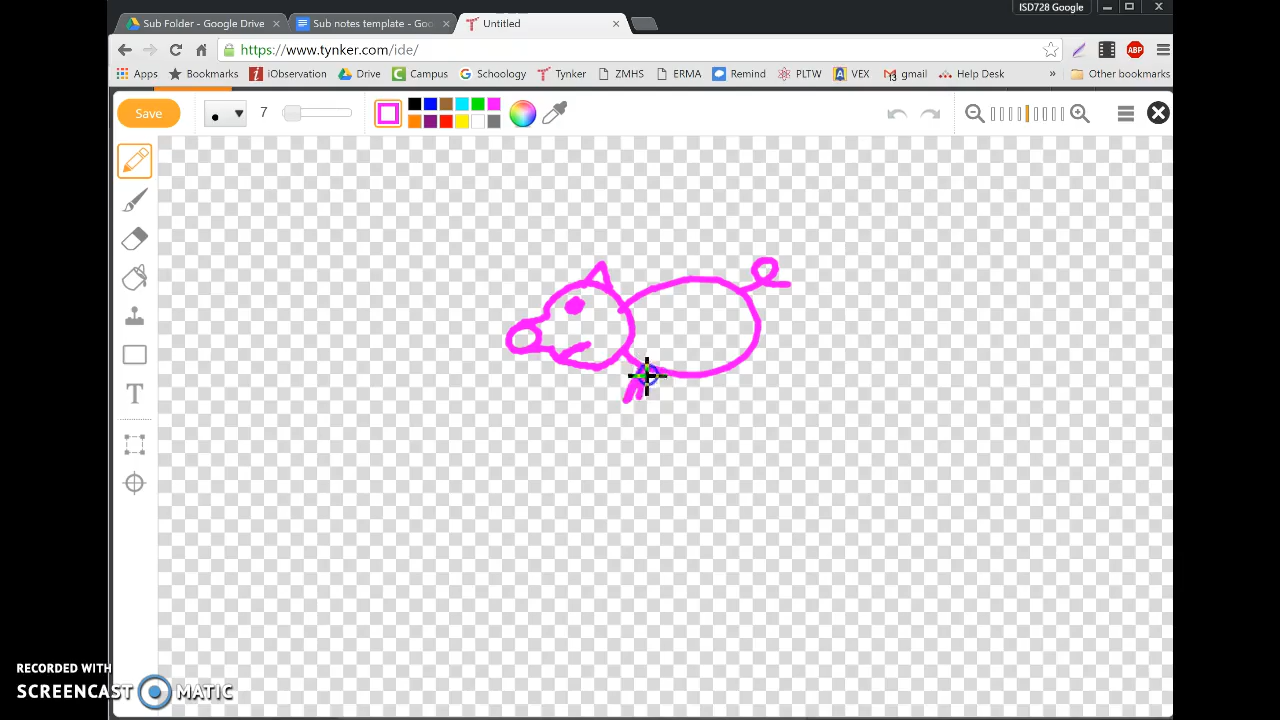 ISD728 Google
Sub Folder - Google Drive
Sub notes template - Goo
Untitled
https://www.tynker.com/ide/
Apps Bookmarks iObservation Drive Campus Schoology Tynker ZMHS ERMA Remind PLTW VEX gmail Help Desk » Other bookmarks
Save 7
T
RECORDED WITH
SCREENCAST MATIC